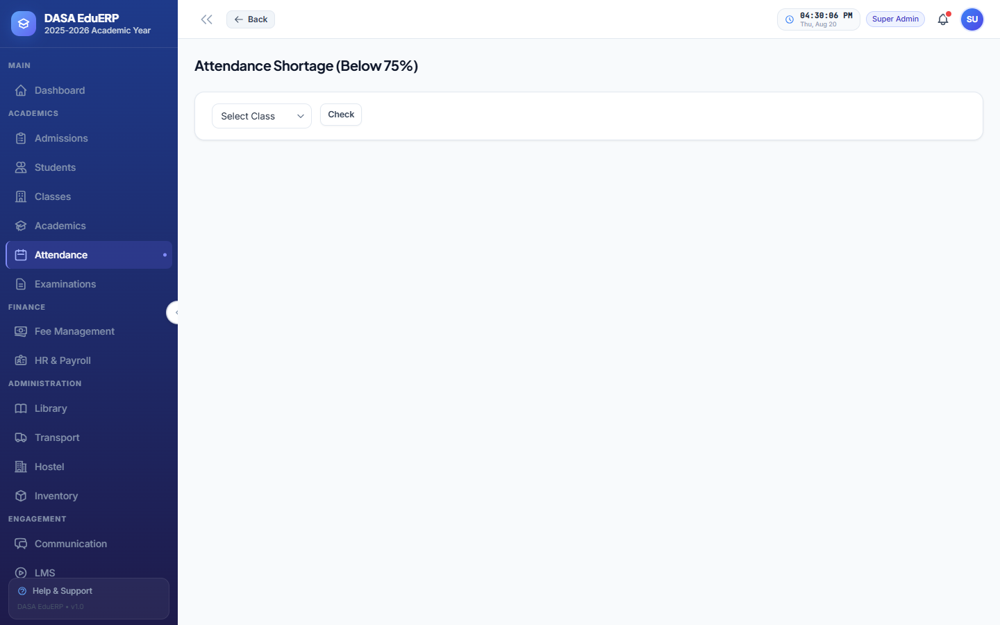 DASA EduERP
2025-2026 Academic Year
MAIN
Dashboard
ACADEMICS
Admissions
Students
Classes
Academics
Attendance
Examinations
FINANCE
Fee Management
HR & Payroll
ADMINISTRATION
Library
Transport
Hostel
Inventory
ENGAGEMENT
Communication
LMS
Help & Support
DASA EduERP • v1.0
Back
04:30:06 PM
Thu, Aug 20
Super Admin
SU
Attendance Shortage (Below 75%)
Select Class
Check